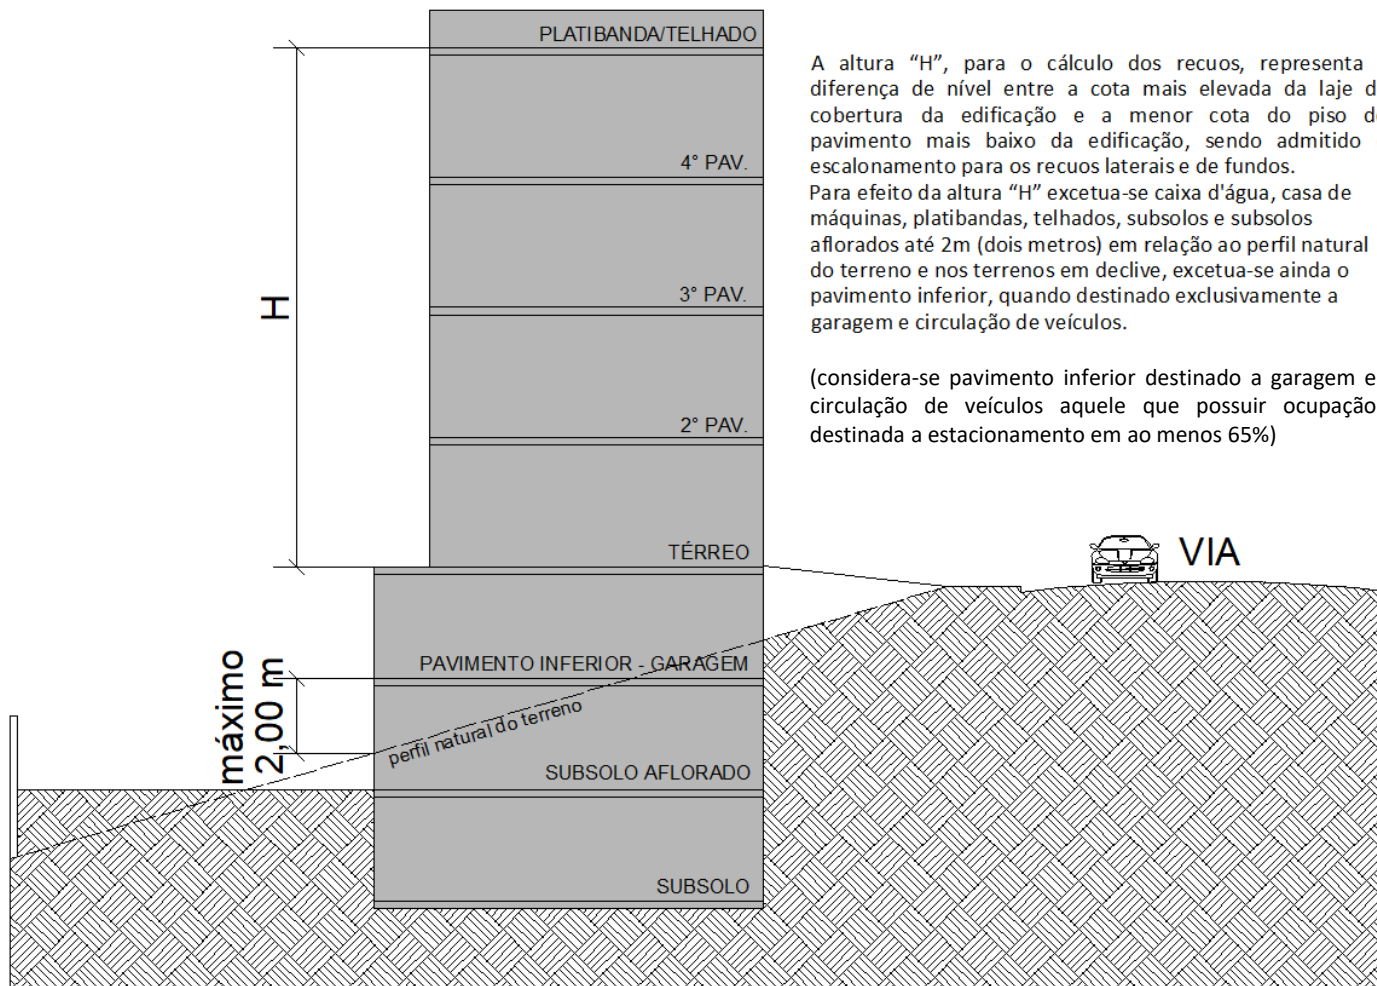 PLATIBANDA/TELHADO
A altura “H”, para o cálculo dos recuos, representa
diferença de nível entre a cota mais elevada da laje d
cobertura da edificação e a menor cota do piso d
pavimento mais baixo da edificação, sendo admitido
escalonamento para os recuos laterais e de fundos.
Para efeito da altura “H” excetua-se caixa d'água, casa de
máquinas, platibandas, telhados, subsolos e subsolos
aflorados até 2m (dois metros) em relação ao perfil natural
do terreno e nos terrenos em declive, excetua-se ainda o
pavimento inferior, quando destinado exclusivamente a
garagem e circulação de veículos.
(considera-se pavimento inferior destinado a garagem e
circulação de veículos aquele que possuir ocupação
destinada a estacionamento em ao menos 65%)
4° PAV.
3° PAV.
H
2° PAV.
TÉRREO
VIA
PAVIMENTO INFERIOR - GARAGEM
máximo
2,00 m
perfil natural do terreno
SUBSOLO AFLORADO
SUBSOLO